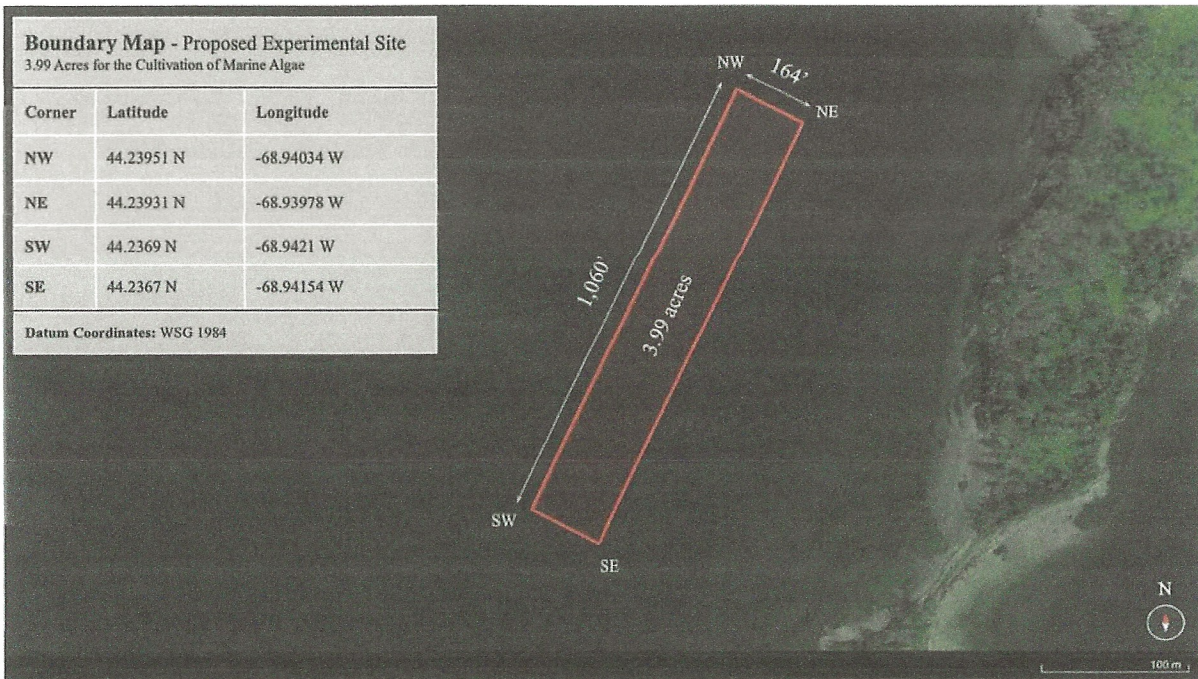 Boundary Map - Proposed Experimental Site
3.99 Acres for the Cultivation of Marine Algae
Corner Latitude Longitude
NW 44.23951 N -68.94034 W
NE 44.23931 N -68.93978 W
SW 44.2369 N -68.9421 W
SE 44.2367 N -68.94154 W
Datum Coordinates: WSG 1984
NW
164'
NE
1,060'
3.99 acres
SW
SE
N
100 m